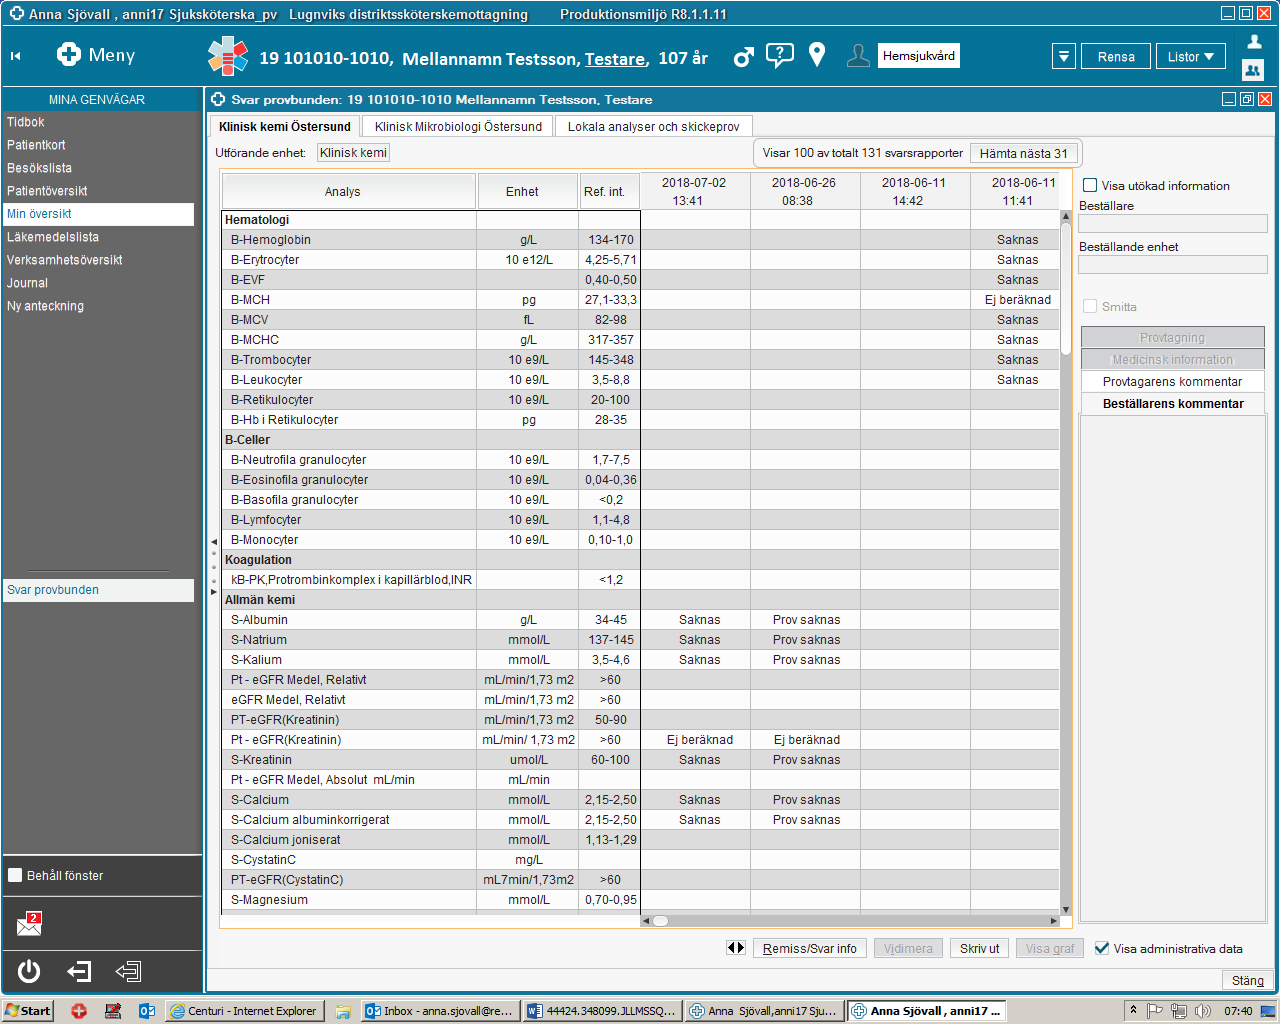 Anna Sjövall , anni17 Sjuksköterska_pv Lugnviks distriktssköterskemottagning Produktionsmiljö R8.1.1.11
Meny
19 101010-1010, Mellannamn Testsson, Testare, 107 år
Hemsjukvård
Rensa
Listor
MINA GENVÄGAR
Tidbok
Patientkort
Besökslista
Patientöversikt
Min översikt
Läkemedelslista
Verksamhetsöversikt
Journal
Ny anteckning
Svar provbunden
Behåll fönster
2
Svar provbunden: 19 101010-1010 Mellannamn Testsson, Testare
Klinisk kemi Östersund
Klinisk Mikrobiologi Östersund
Lokala analyser och skickeprov
Utförande enhet: Klinisk kemi
Visar 100 av totalt 131 svarsrapporter Hämta nästa 31
Analys Enhet Ref. int. 2018-07-02 13:41 2018-06-26 08:38 2018-06-11 14:42 2018-06-11 11:41
Hematologi
B-Hemoglobin g/L 134-170 Saknas
B-Erytrocyter 10 e12/L 4,25-5,71 Saknas
B-EVF 0,40-0,50 Saknas
B-MCH pg 27,1-33,3 Ej beräknad
B-MCV fL 82-98 Saknas
B-MCHC g/L 317-357 Saknas
B-Trombocyter 10 e9/L 145-348 Saknas
B-Leukocyter 10 e9/L 3,5-8,8 Saknas
B-Retikulocyter 10 e9/L 20-100
B-Hb i Retikulocyter pg 28-35
B-Celler
B-Neutrofila granulocyter 10 e9/L 1,7-7,5
B-Eosinofila granulocyter 10 e9/L 0,04-0,36
B-Basofila granulocyter 10 e9/L <0,2
B-Lymfocyter 10 e9/L 1,1-4,8
B-Monocyter 10 e9/L 0,10-1,0
Koagulation
kB-PK,Protrombinkomplex i kapillärblod,INR <1,2
Allmän kemi
S-Albumin g/L 34-45 Saknas Prov saknas
S-Natrium mmol/L 137-145 Saknas Prov saknas
S-Kalium mmol/L 3,5-4,6 Saknas Prov saknas
Pt - eGFR Medel, Relativt mL/min/1,73 m2 >60
eGFR Medel, Relativt mL/min/1,73 m2 >60
PT-eGFR(Kreatinin) mL/min/1,73 m2 50-90
Pt - eGFR(Kreatinin) mL/min/ 1,73 m2 >60 Ej beräknad Ej beräknad
S-Kreatinin umol/L 60-100 Saknas Prov saknas
Pt - eGFR Medel, Absolut mL/min mL/min
S-Calcium mmol/L 2,15-2,50 Saknas Prov saknas
S-Calcium albuminkorrigerat mmol/L 2,15-2,50 Saknas Prov saknas
S-Calcium joniserat mmol/L 1,13-1,29
S-CystatinC mg/L
PT-eGFR(CystatinC) mL7min/1,73m2 >60
S-Magnesium mmol/L 0,70-0,95
Visa utökad information
Beställare
Beställande enhet
Smitta
Provtagning
Medicinsk information
Provtagarens kommentar
Beställarens kommentar
Remiss/Svar info
Vidimera
Skriv ut
Visa graf
Visa administrativa data
Stäng
Start
Centuri - Internet Explorer
Inbox - anna.sjovall@re...
44424.348099.JLLMSSQ...
Anna Sjövall,anni17 Sju...
Anna Sjövall , anni17 ...
07:40